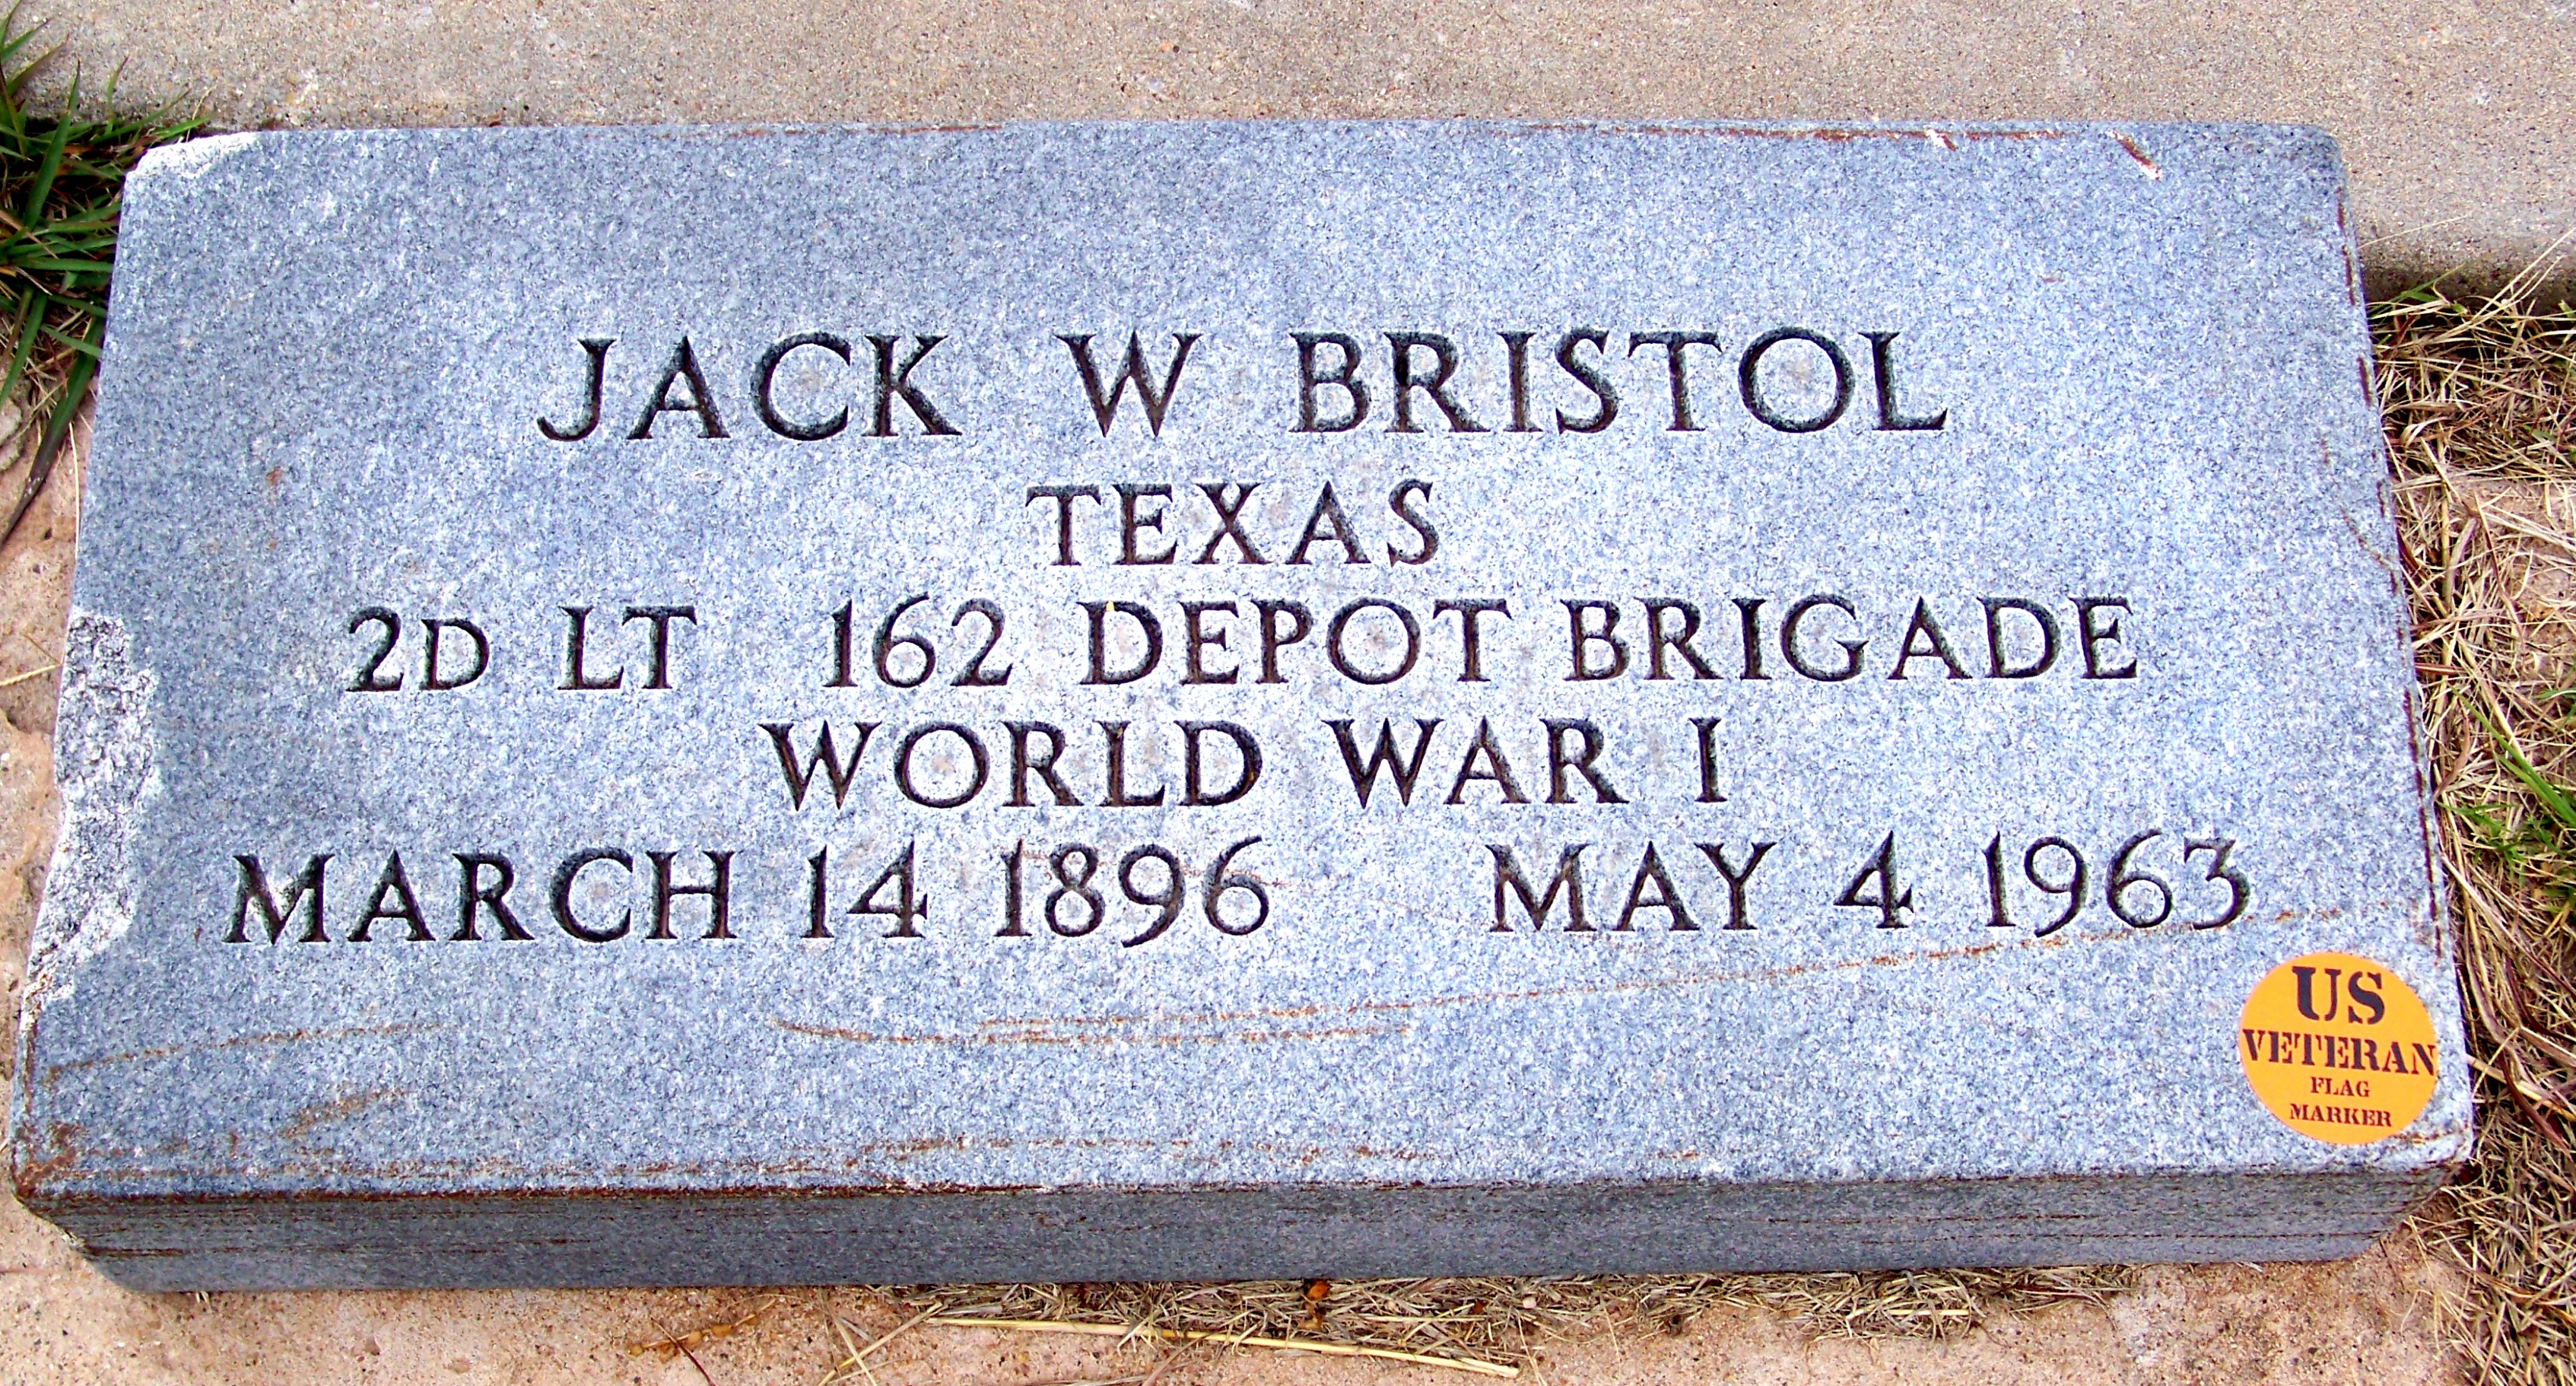 JACK W BRISTOL
TEXAS
2D LT 162 DEPOT BRIGADE
WORLD WAR I
MARCH 14 1896 MAY 4 1963
US
VETERAN
FLAG
MARKER